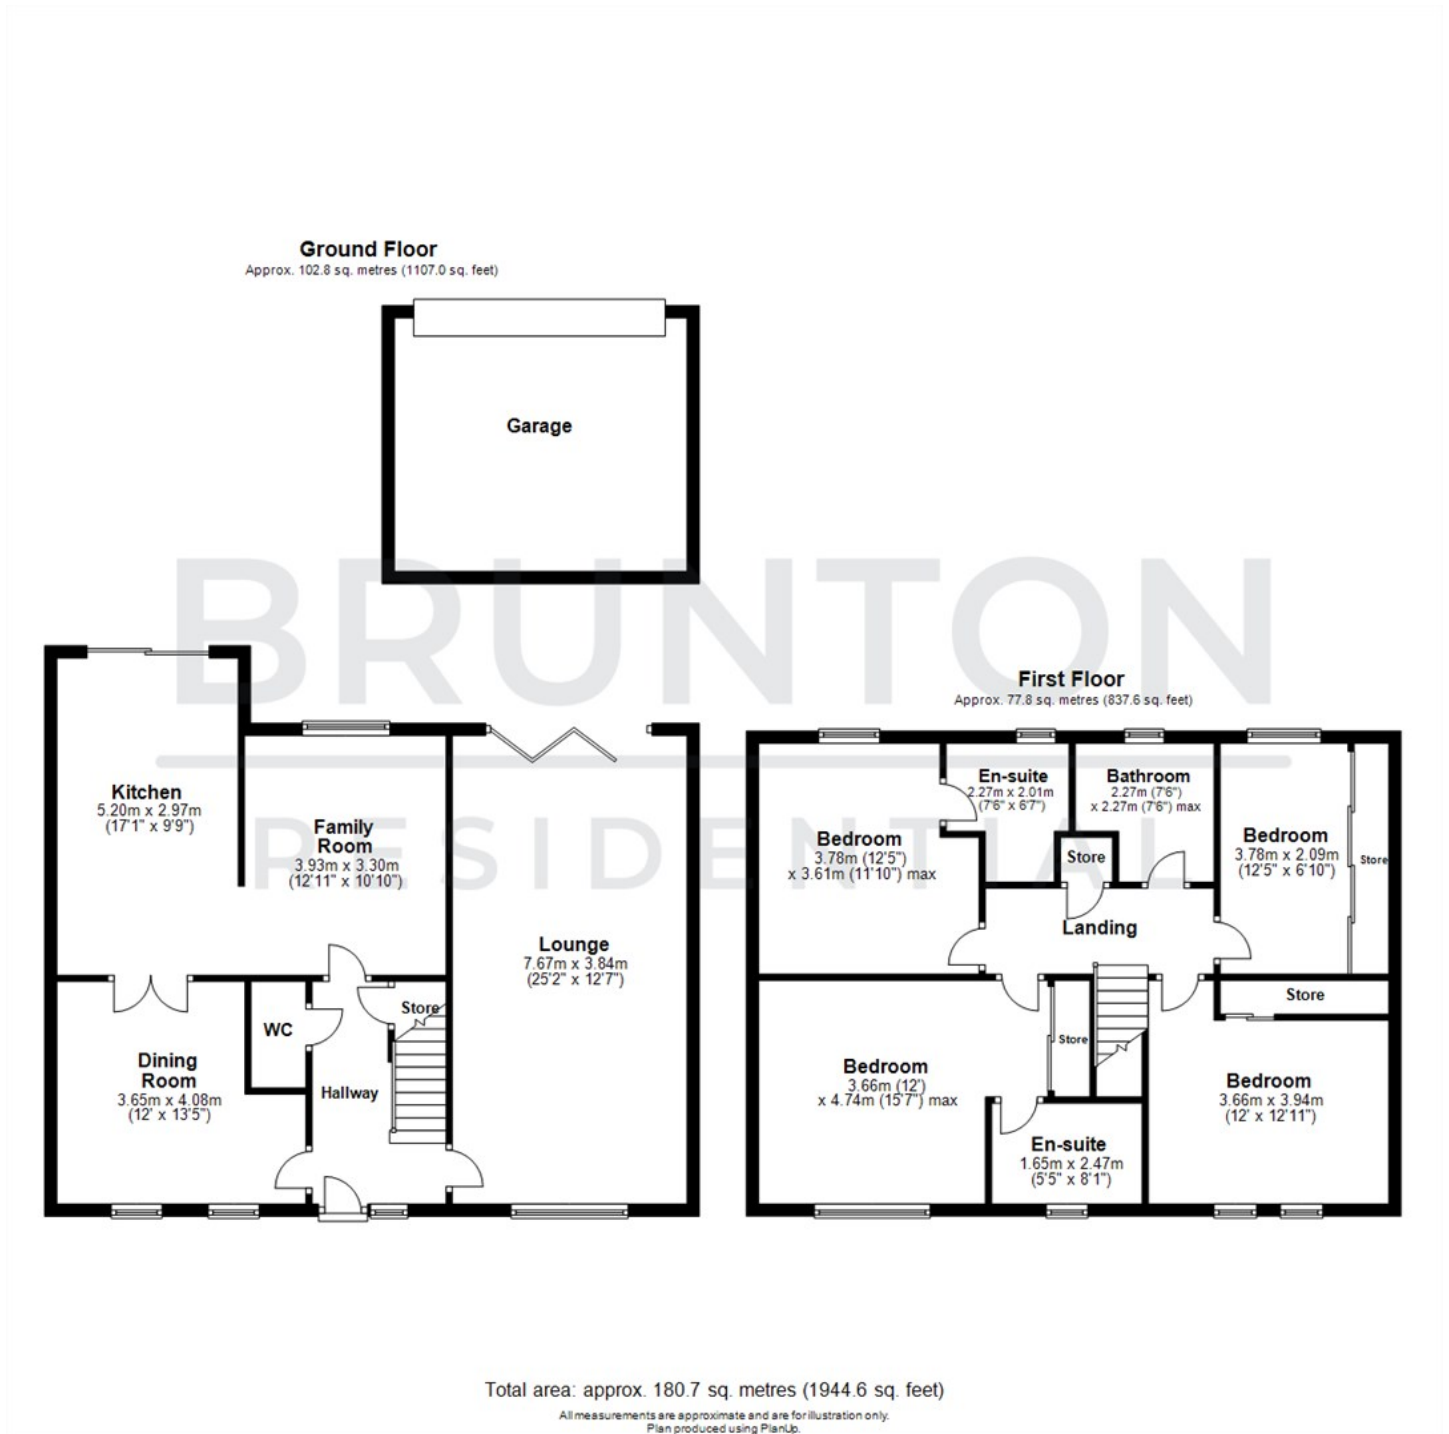 Ground Floor
Approx. 102.8 sq. metres (1107.0 sq. feet)
Garage
BRUNTON
RESIDENTIAL
Kitchen
5.20m x 2.97m
(17'1" x 9'9")
Family
Room
3.93m x 3.30m
(12'11" x 10'10")
Lounge
7.67m x 3.84m
(25'2" x 12'7")
Store
WC
Hallway
Dining
Room
3.65m x 4.08m
(12' x 13'5")
First Floor
Approx. 77.8 sq. metres (837.6 sq. feet)
Bedroom
3.78m (12'5")
x 3.61m (11'10") max
En-suite
2.27m x 2.01m
(7'6" x 6'7")
Bathroom
2.27m (7'6")
x 2.27m (7'6") max
Store
Bedroom
3.78m x 2.09m
(12'5" x 6'10")
Store
Landing
Store
Store
Bedroom
3.66m (12')
x 4.74m (15'7") max
En-suite
1.65m x 2.47m
(5'5" x 8'1")
Bedroom
3.66m x 3.94m
(12' x 12'11")
Total area: approx. 180.7 sq. metres (1944.6 sq. feet)
All measurements are approximate and are for illustration only.
Plan produced using PlanUp.